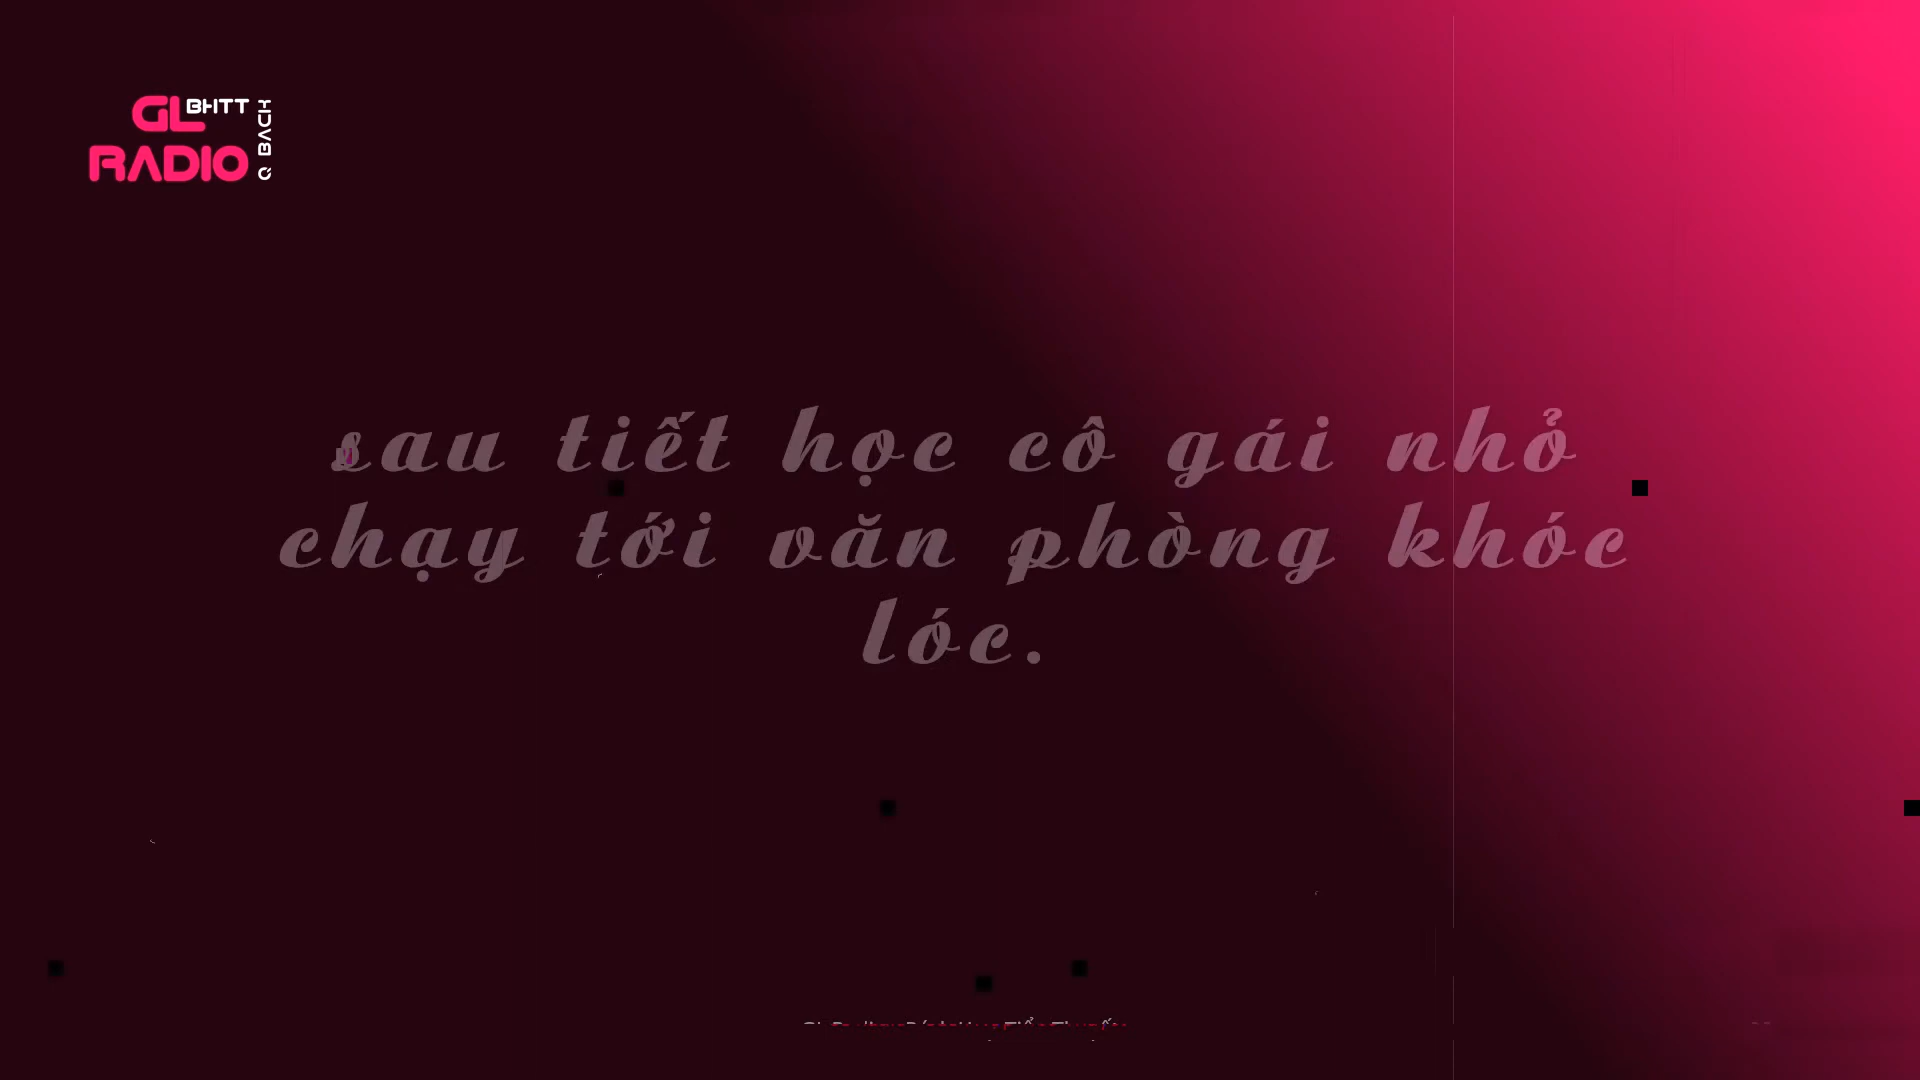 GL BHTT
RADIO
Q BACH
sau tiết học cô gái nhỏ
chạy tới văn phòng khóc
lóc.